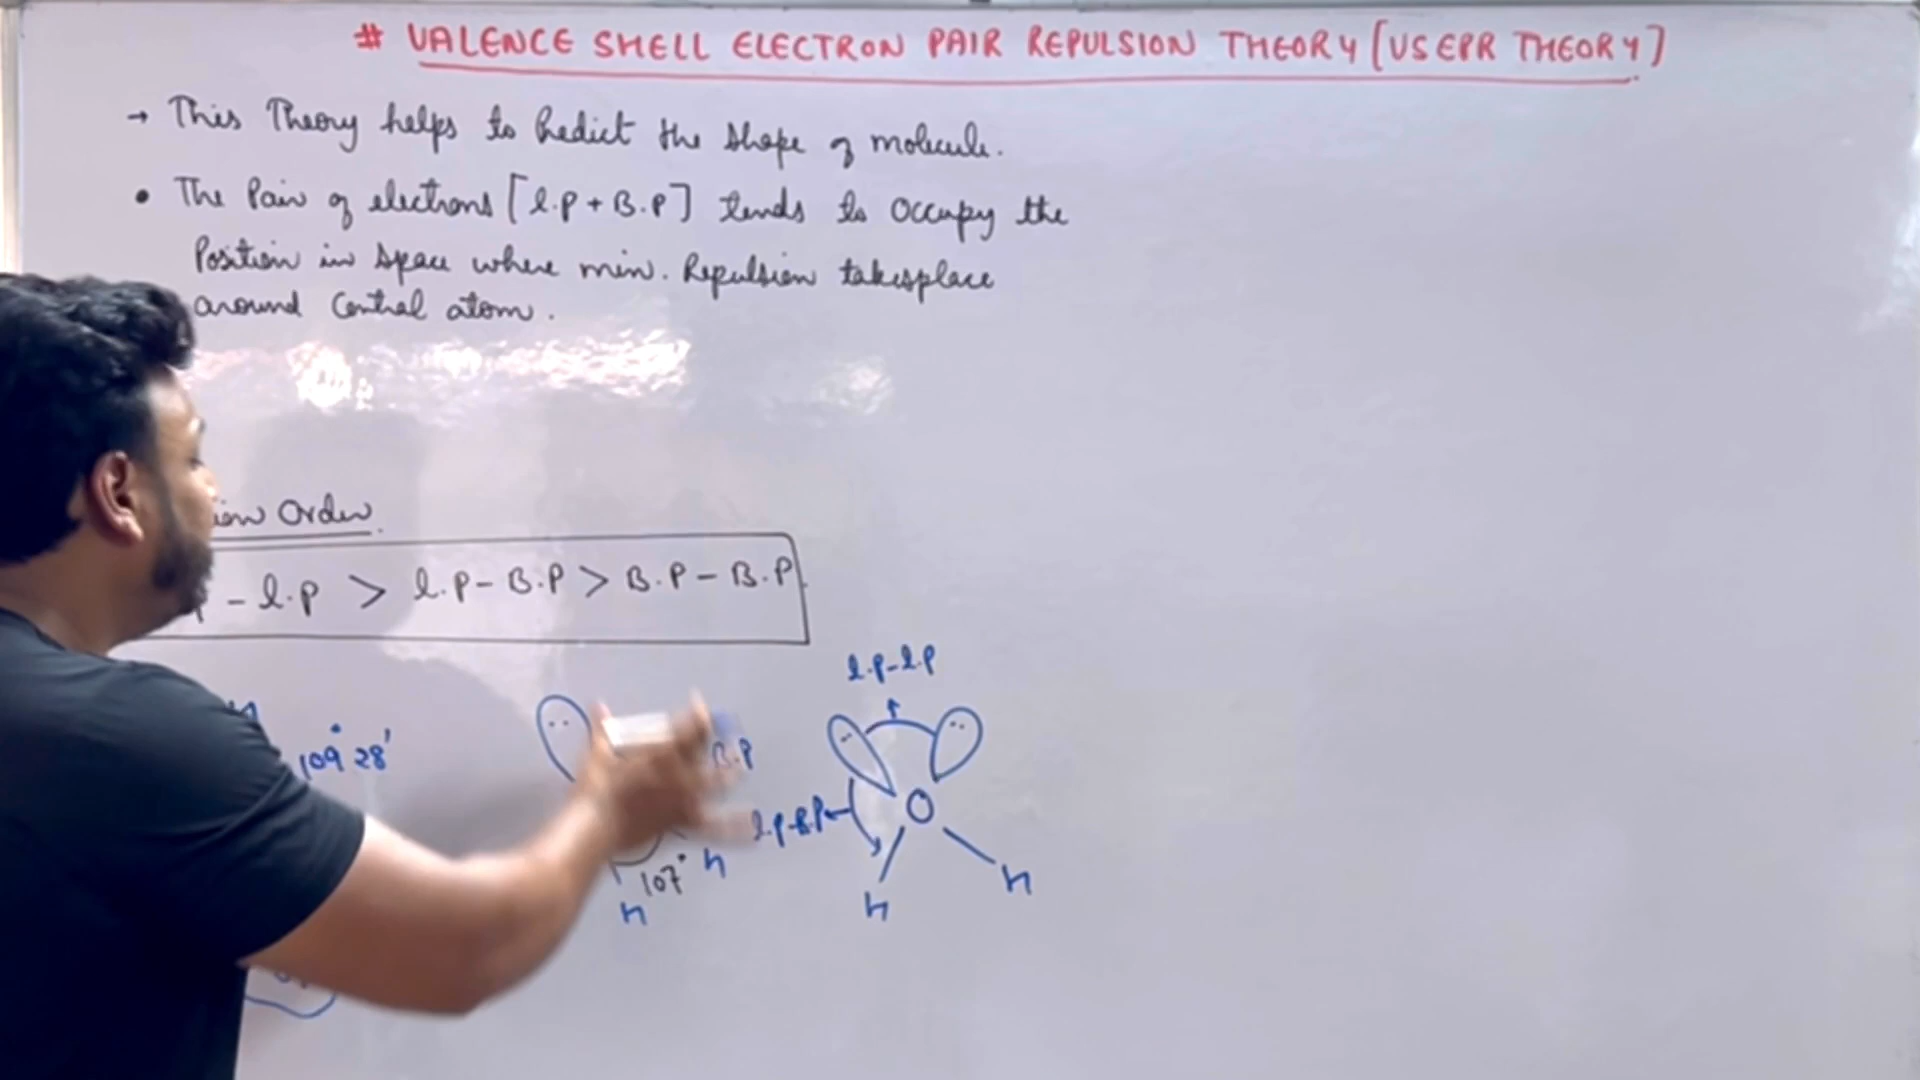 # VALENCE SHELL ELECTRON PAIR REPULSION THEORY [VSEPR THEORY]
→ This Theory helps to Predict the shape of molecule.
• The Pair of electrons [l.p + B.P] tends to occupy the
Position in space where min. Repulsion takesplace
around Central atom.
ion Order
- l.p > l.p - B.P > B.P - B.P
l.p-l.p
109° 28'
B.P
l.p-B.P
O
107° H
H
H
H